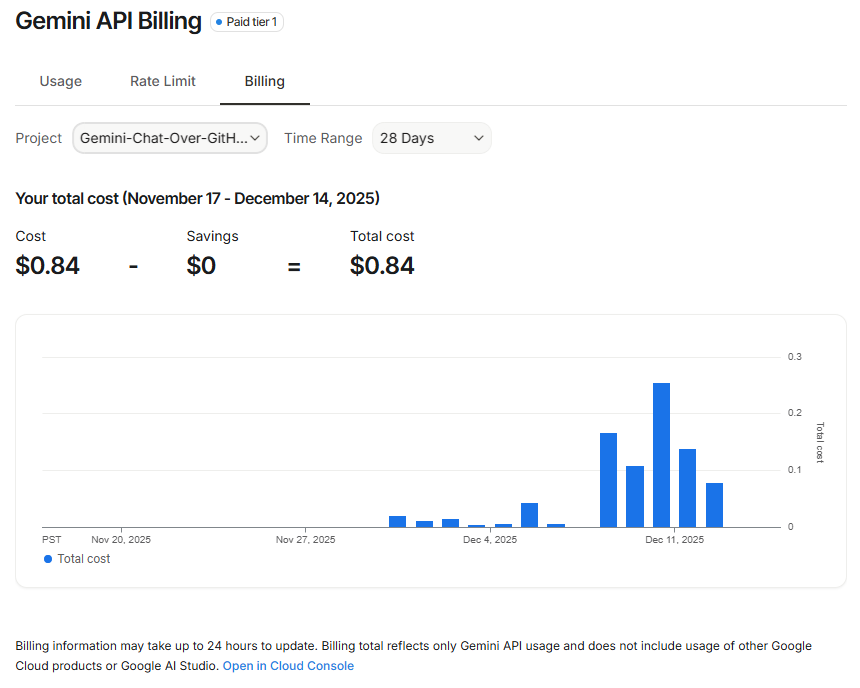 Gemini API Billing Paid tier 1
Usage Rate Limit Billing
Project Gemini-Chat-Over-GitH... Time Range 28 Days
Your total cost (November 17 - December 14, 2025)
Cost Savings Total cost
$0.84 - $0 = $0.84
0.3
0.2
0.1
0
Total cost
PST Nov 20, 2025 Nov 27, 2025 Dec 4, 2025 Dec 11, 2025
Total cost
Billing information may take up to 24 hours to update. Billing total reflects only Gemini API usage and does not include usage of other Google
Cloud products or Google AI Studio. Open in Cloud Console